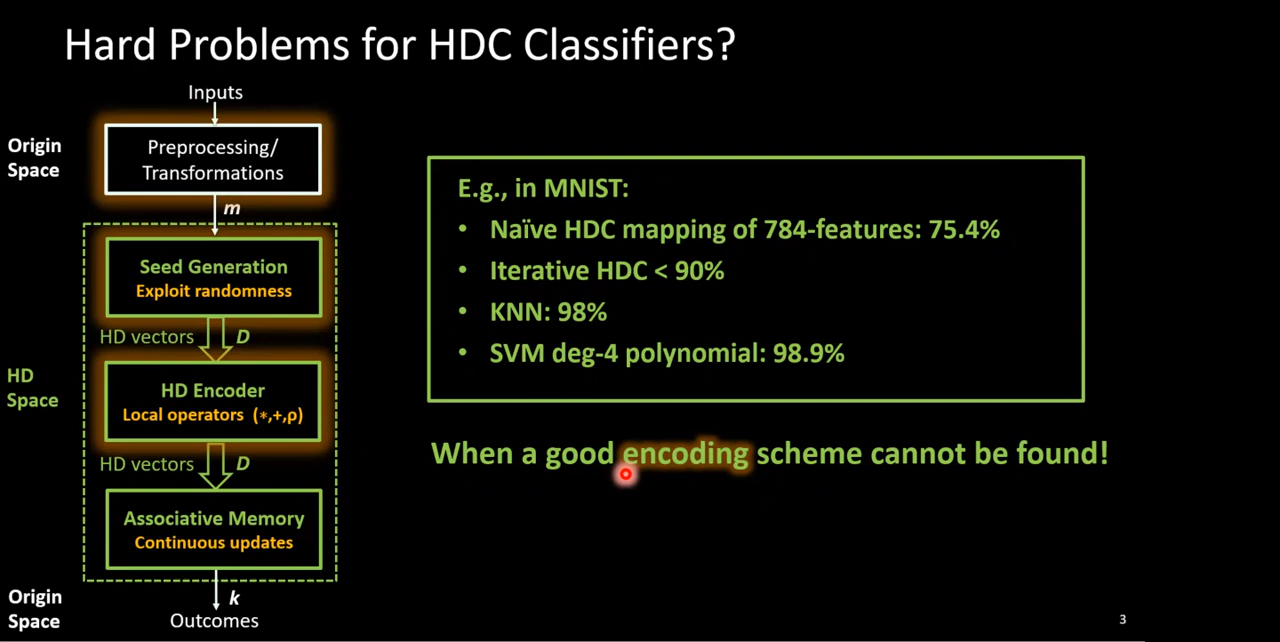 Hard Problems for HDC Classifiers?
Inputs
Origin
Space
Preprocessing/
Transformations
m
Seed Generation
Exploit randomness
HD vectors D
HD
Space
HD Encoder
Local operators (∗,+,ρ)
HD vectors D
Associative Memory
Continuous updates
Origin
Space
k
Outcomes
E.g., in MNIST:
• Naïve HDC mapping of 784-features: 75.4%
• Iterative HDC < 90%
• KNN: 98%
• SVM deg-4 polynomial: 98.9%
When a good encoding scheme cannot be found!
3